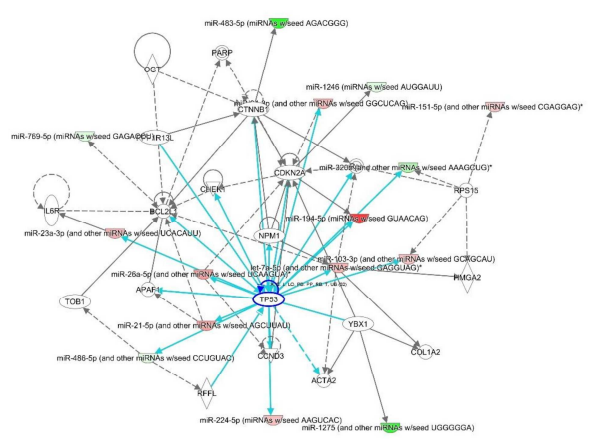 miR-483-5p (miRNAs w/seed AGACGGG)
PARP
OGT
miR-1246 (miRNAs w/seed AUGGAUU)
(and other miRNAs w/seed GGCUCAG)
miR-151-5p (and other miRNAs w/seed CGAGGAG)*
CTNNB1
miR-769-5p (miRNAs w/seed GAGACCU)
miR-320b (and other miRNAs w/seed AAAGCUG)*
CDKN2A
CHEK1
RPS15
IL6R
BCL2
miR-194-5p (miRNAs w/seed GUAACAG)
miR-23a-3p (and other miRNAs w/seed UCACAUU)
NPM1
miR-103-3p (and other miRNAs w/seed GCAGCAU)
let-7a-5p (and other miRNAs w/seed GAGGUAG)*
miR-26a-5p (and other miRNAs w/seed UCAAGUA)*
HMGA2
APAF1
TP53
TOB1
miR-21-5p (and other miRNAs w/seed AGCUUAU)
YBX1
miR-486-5p (and other miRNAs w/seed CCUGUAC)
CCND3
COL1A2
ACTA2
RFFL
miR-224-5p (miRNAs w/seed AAGUCAC)
miR-1275 (and other miRNAs w/seed UGGGGGA)